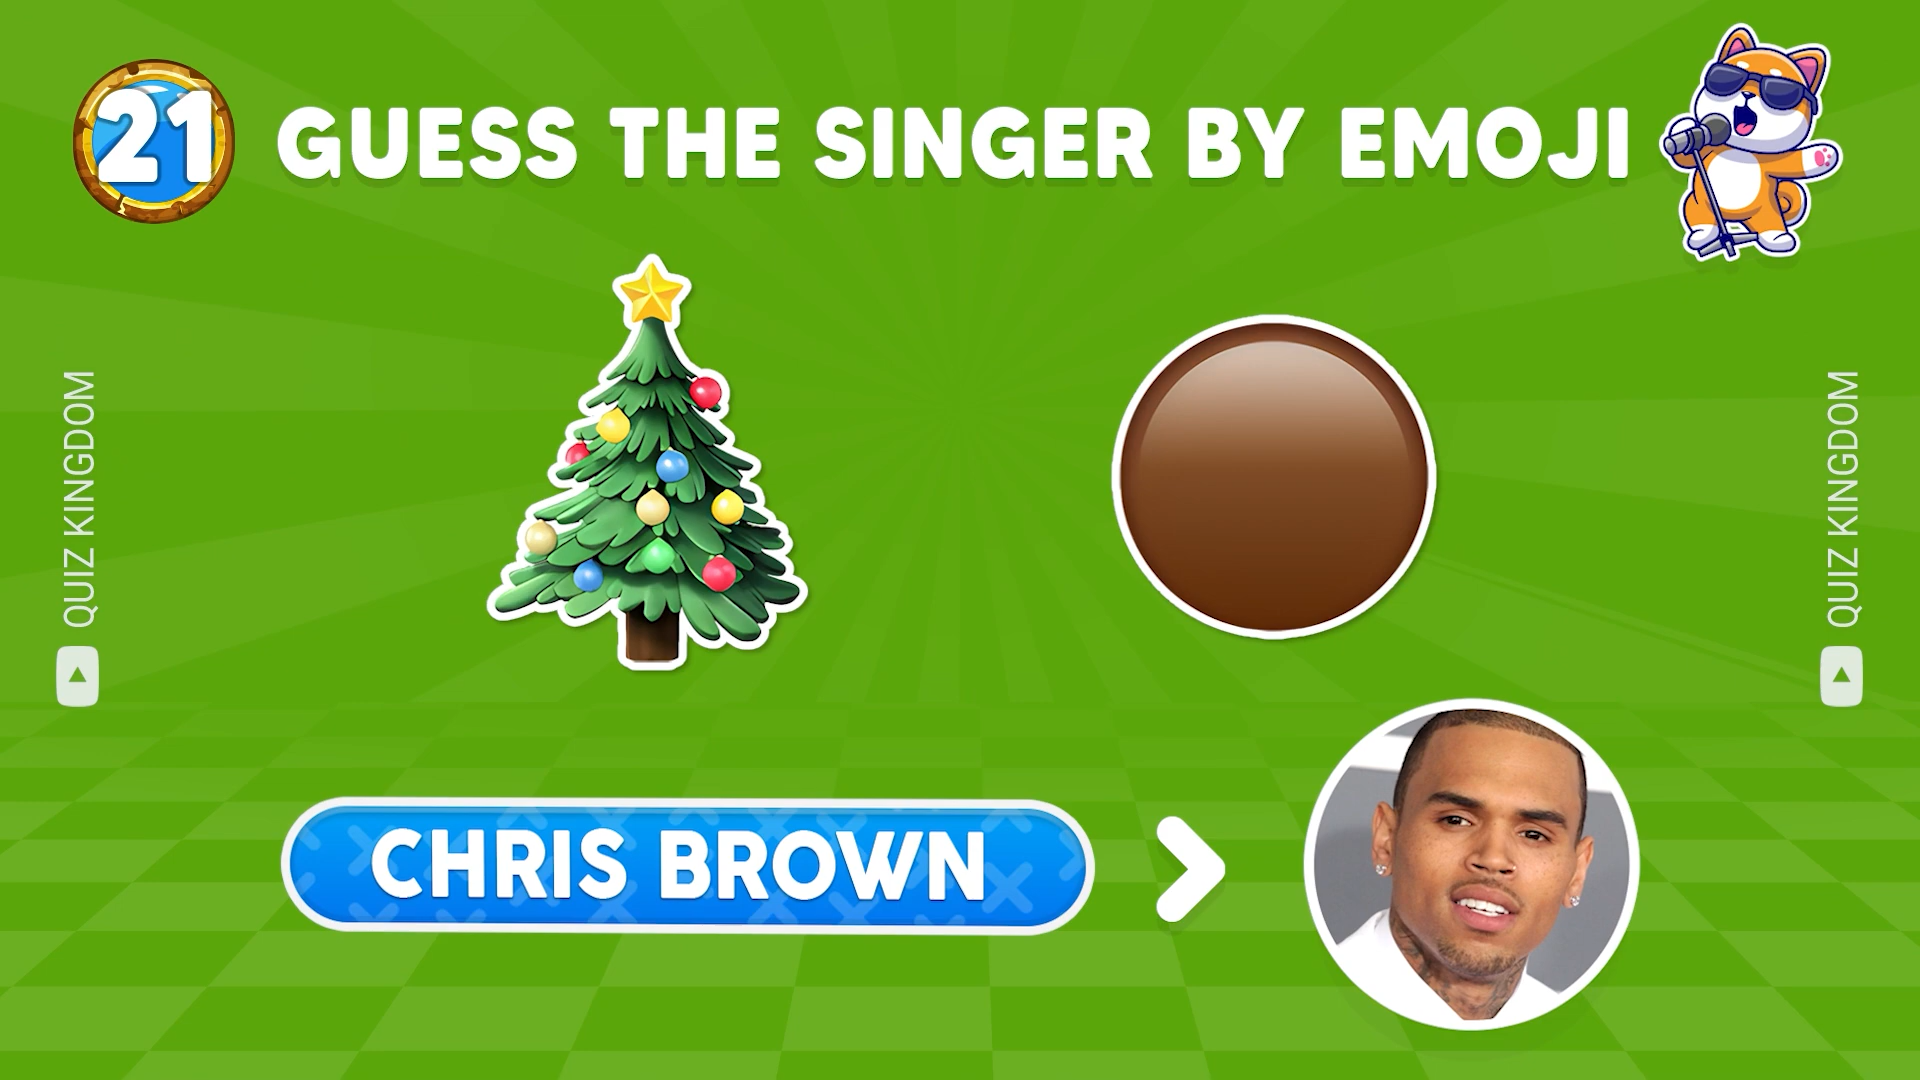 21
GUESS THE SINGER BY EMOJI
QUIZ KINGDOM
QUIZ KINGDOM
CHRIS BROWN